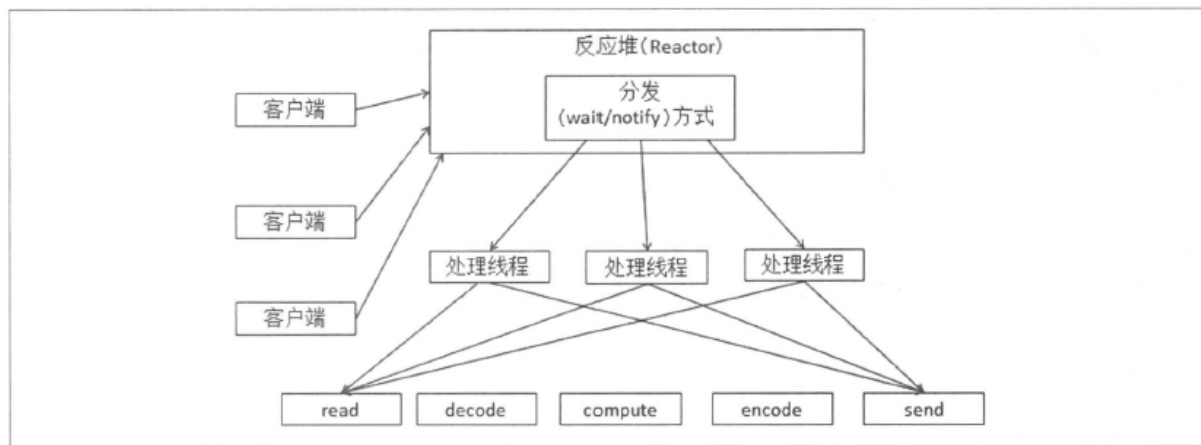 反应堆(Reactor)
分发
(wait/notify)方式
客户端
客户端
客户端
处理线程
处理线程
处理线程
read
decode
compute
encode
send